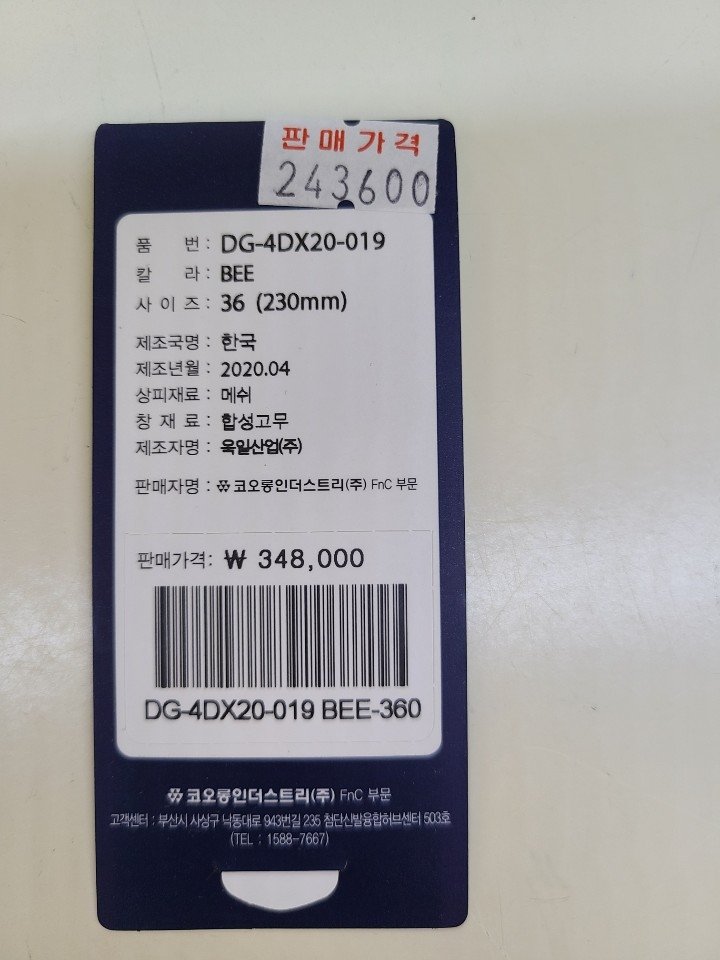 판매가격
243600
품 번 : DG-4DX20-019
칼 라 : BEE
사 이 즈 : 36 (230mm)
제조국명 : 한국
제조년월 : 2020.04
상피재료 : 메쉬
창 재 료 : 합성고무
제조자명 : 욱일산업(주)
판매자명 : 코오롱인더스트리(주) FnC 부문
판매가격: ₩ 348,000
DG-4DX20-019 BEE-360
코오롱인더스트리(주) FnC 부문
고객센터 : 부산시 사상구 낙동대로 943번길 235 첨단신발융합허브센터 503호
(TEL : 1588-7667)